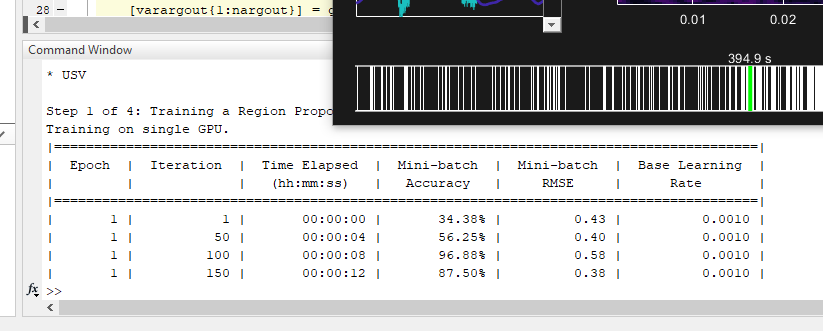 28 –     [varargout{1:nargout}] = g
0.01 0.02
394.9 s
Command Window
* USV
Step 1 of 4: Training a Region Propo
Training on single GPU.
|========================================================================================|
| Epoch | Iteration | Time Elapsed | Mini-batch | Mini-batch | Base Learning |
| | | (hh:mm:ss) | Accuracy | RMSE | Rate |
|========================================================================================|
| 1 | 1 | 00:00:00 | 34.38% | 0.43 | 0.0010 |
| 1 | 50 | 00:00:04 | 56.25% | 0.40 | 0.0010 |
| 1 | 100 | 00:00:08 | 96.88% | 0.58 | 0.0010 |
| 1 | 150 | 00:00:12 | 87.50% | 0.38 | 0.0010 |
fx >>